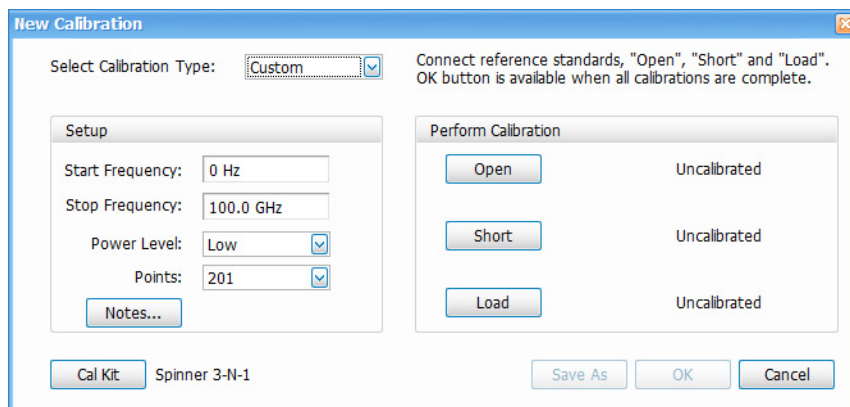 New Calibration
Select Calibration Type: Custom
Connect reference standards, "Open", "Short" and "Load".
OK button is available when all calibrations are complete.
Setup
Start Frequency: 0 Hz
Stop Frequency: 100.0 GHz
Power Level: Low
Points: 201
Notes...
Perform Calibration
Open Uncalibrated
Short Uncalibrated
Load Uncalibrated
Cal Kit Spinner 3-N-1
Save As OK Cancel